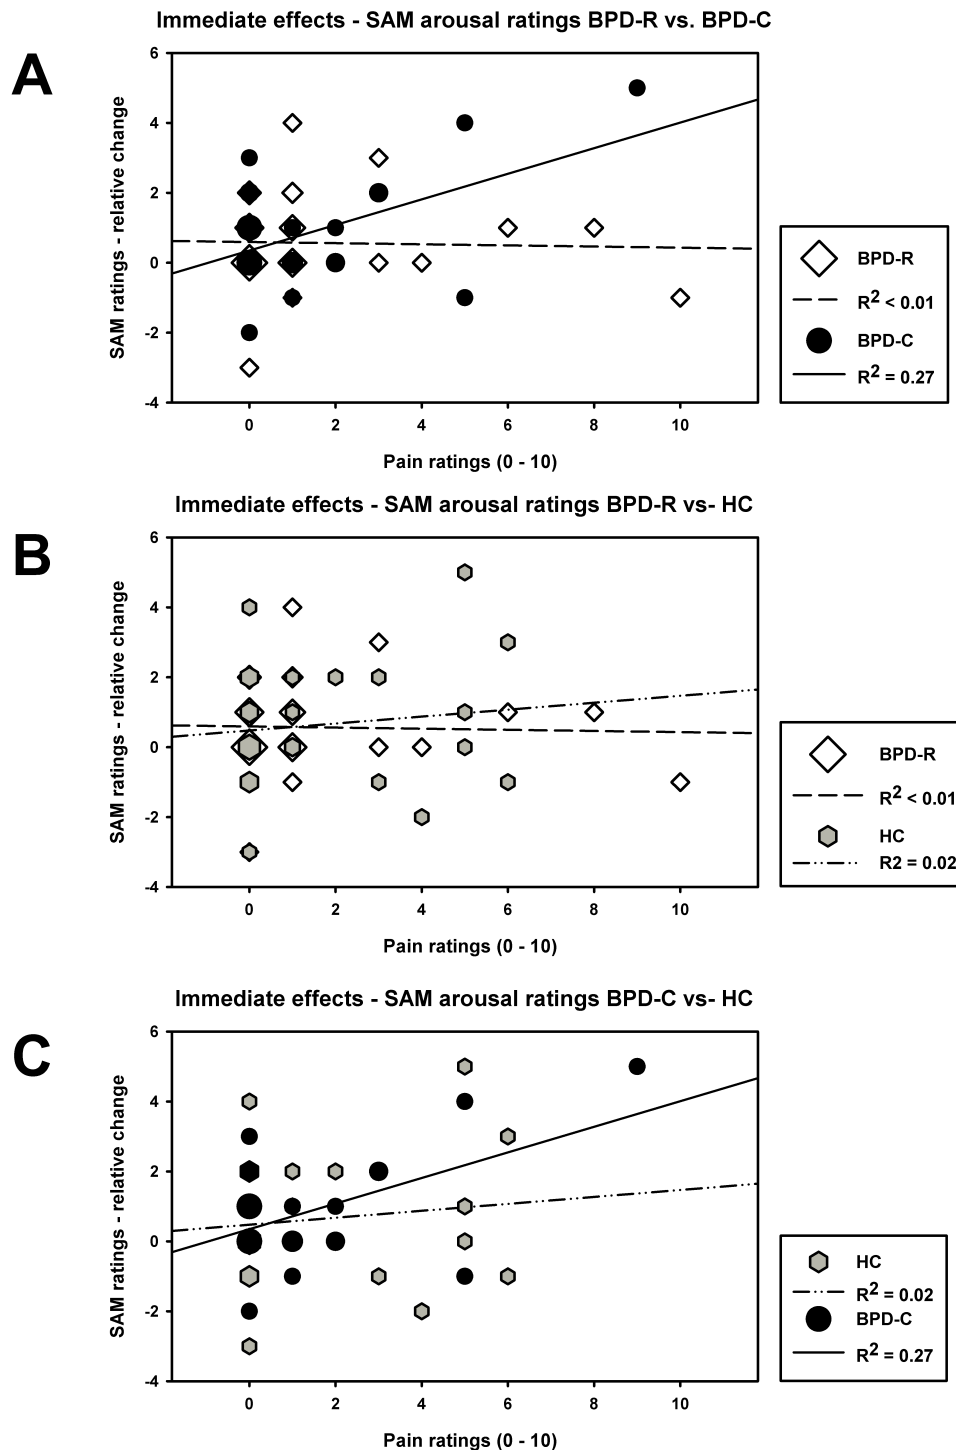 Immediate effects - SAM arousal ratings BPD-R vs. BPD-C
A
SAM ratings - relative change
6
4
2
0
-2
-4
0 2 4 6 8 10
Pain ratings (0 - 10)
BPD-R
R2 < 0.01
BPD-C
R2 = 0.27
Immediate effects - SAM arousal ratings BPD-R vs- HC
B
SAM ratings - relative change
6
4
2
0
-2
-4
0 2 4 6 8 10
Pain ratings (0 - 10)
BPD-R
R2 < 0.01
HC
R2 = 0.02
Immediate effects - SAM arousal ratings BPD-C vs- HC
C
SAM ratings - relative change
6
4
2
0
-2
-4
0 2 4 6 8 10
Pain ratings (0 - 10)
HC
R2 = 0.02
BPD-C
R2 = 0.27